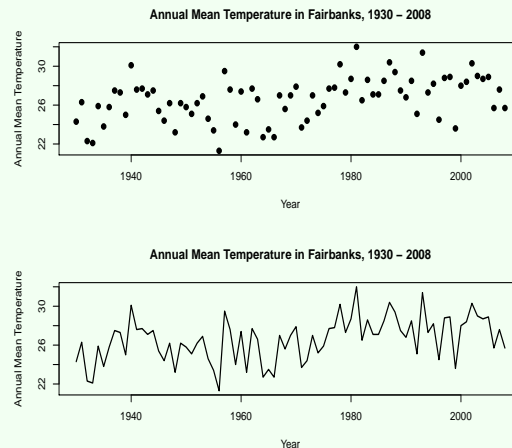 Annual Mean Temperature in Fairbanks, 1930 – 2008
Annual Mean Temperature
30
26
22
1940
1960
1980
2000
Year
Annual Mean Temperature in Fairbanks, 1930 – 2008
Annual Mean Temperature
30
26
22
1940
1960
1980
2000
Year